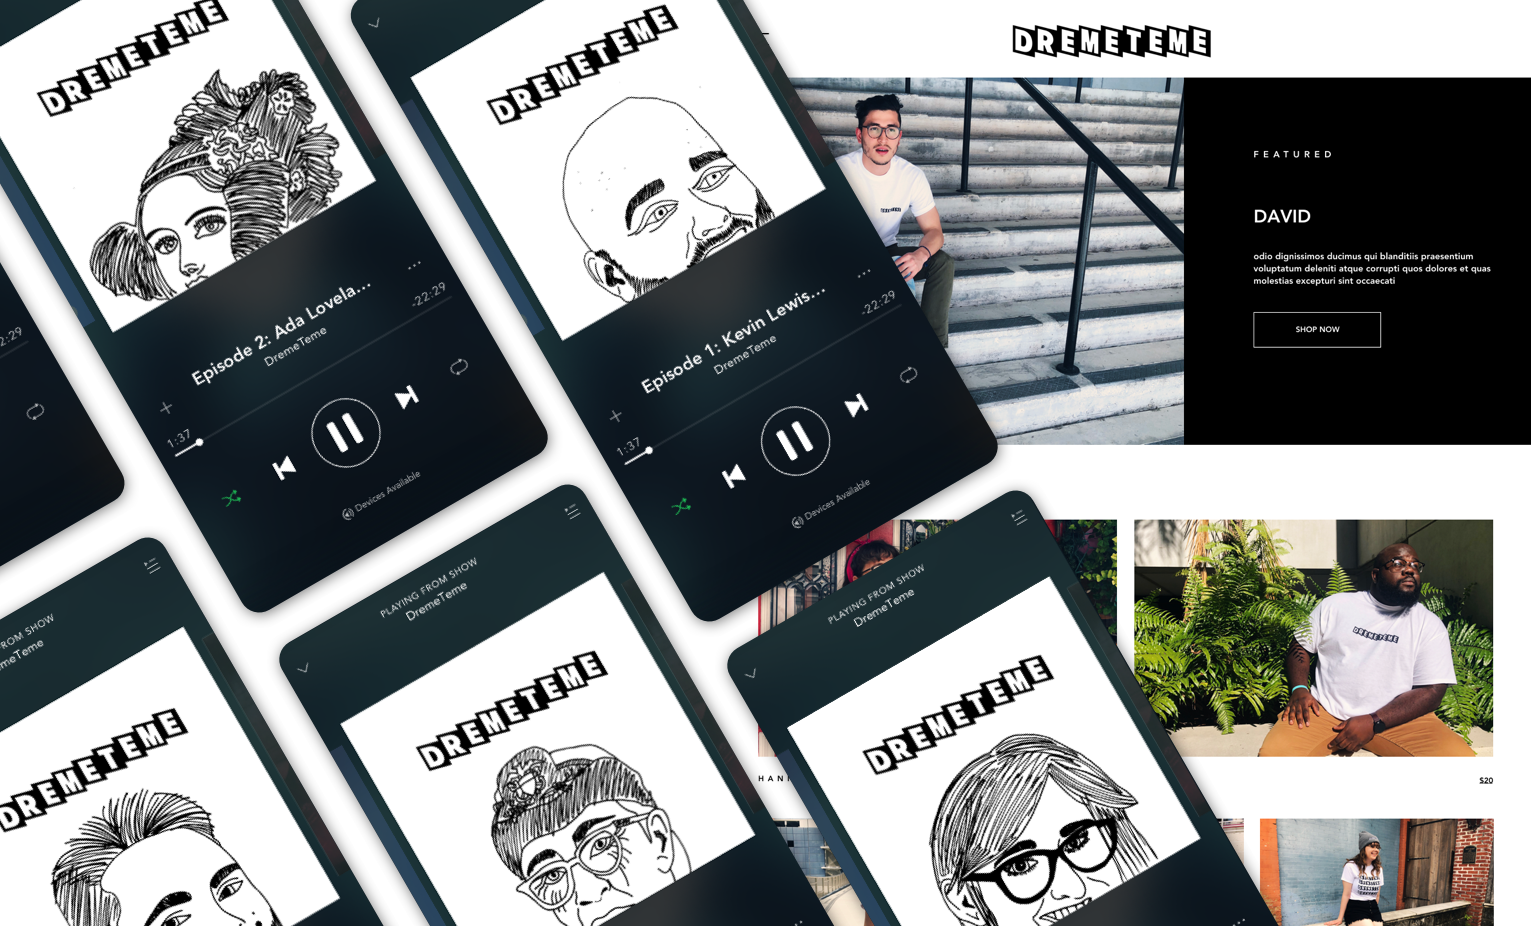 DREMETEME
Episode 2: Ada Lovela...
DremeTeme
1:37
-22:29
Devices Available
DREMETEME
Episode 1: Kevin Lewis...
DremeTeme
1:37
-22:29
Devices Available
2:29
DREMETEME
FEATURED
DAVID
odio dignissimos ducimus qui blanditiis praesentium
voluptatum deleniti atque corrupti quos dolores et quas
molestias excepturi sint occaecati
SHOP NOW
DREMETEME
ROM SHOW
meTeme
DREMETEME
PLAYING FROM SHOW
DremeTeme
DREMETEME
PLAYING FROM SHOW
DremeTeme
DREMETEME
DREMETEME
HAN
$20